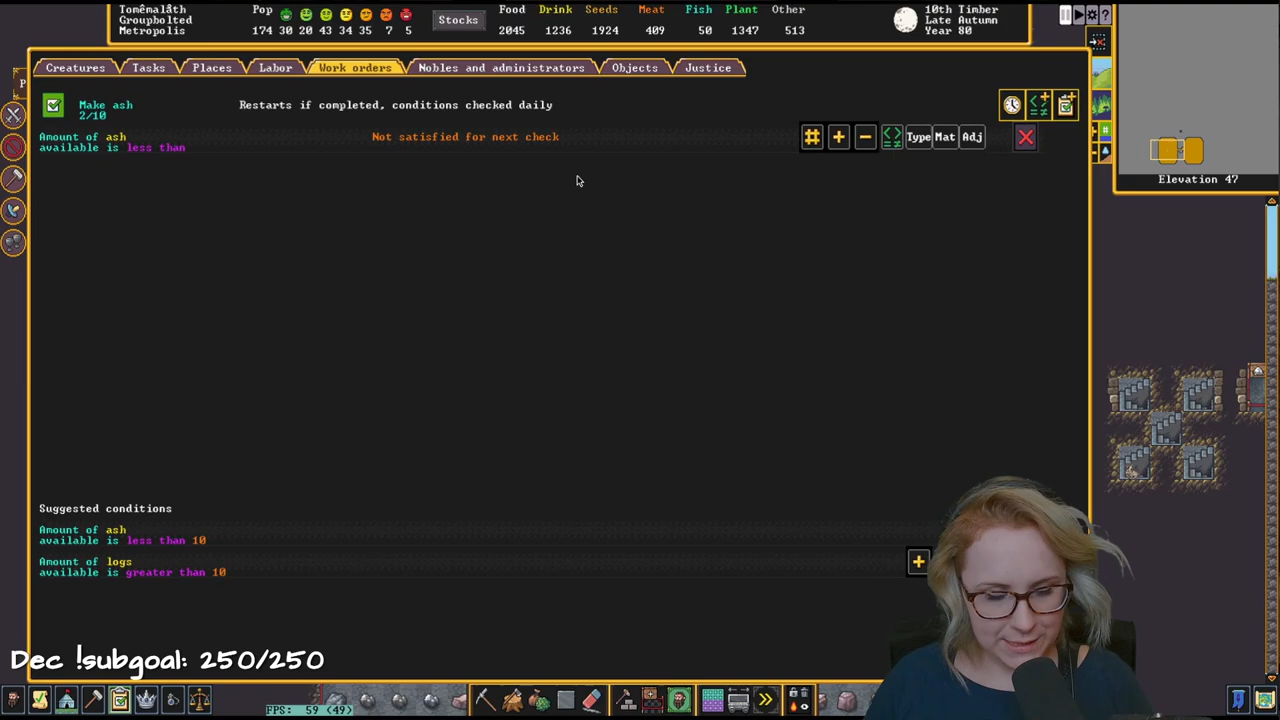 Tomêmalåth
Groupbolted
Metropolis
Pop
174 30 20 43 34 35 7 5
Stocks
Food Drink Seeds Meat Fish Plant Other
2045 1236 1924 409 50 1347 513
10th Timber
Late Autumn
Year 80
Creatures Tasks Places Labor Work orders Nobles and administrators Objects Justice
Make ash
2/10
Restarts if completed, conditions checked daily
Amount of ash
available is less than
Not satisfied for next check
Type Mat Adj
Elevation 47
Suggested conditions
Amount of ash
available is less than 10
Amount of logs
available is greater than 10
Dec !subgoal: 250/250
FPS: 59 (49)